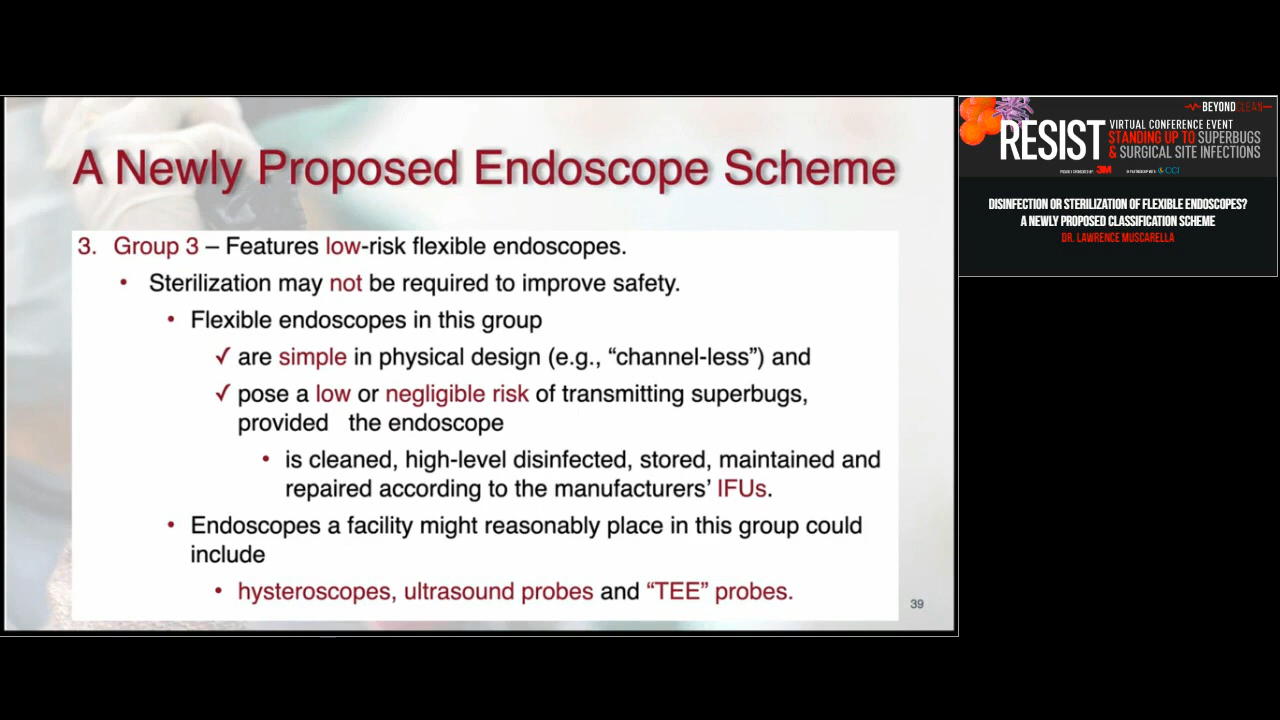 A Newly Proposed Endoscope Scheme
3. Group 3 – Features low-risk flexible endoscopes.
• Sterilization may not be required to improve safety.
• Flexible endoscopes in this group
✓ are simple in physical design (e.g., “channel-less”) and
✓ pose a low or negligible risk of transmitting superbugs,
provided the endoscope
• is cleaned, high-level disinfected, stored, maintained and
repaired according to the manufacturers’ IFUs.
• Endoscopes a facility might reasonably place in this group could
include
• hysteroscopes, ultrasound probes and “TEE” probes.
39
BEYOND CLEAN
RESIST
VIRTUAL CONFERENCE EVENT
STANDING UP TO SUPERBUGS
& SURGICAL SITE INFECTIONS
PROUDLY SPONSORED BY: 3M IN PARTNERSHIP WITH: CCI
DISINFECTION OR STERILIZATION OF FLEXIBLE ENDOSCOPES?
A NEWLY PROPOSED CLASSIFICATION SCHEME
DR. LAWRENCE MUSCARELLA